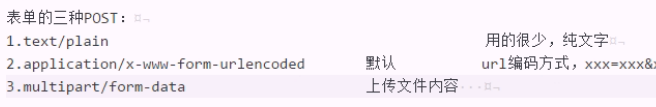 表单的三种POST：
1.text/plain 用的很少，纯文字
2.application/x-www-form-urlencoded 默认 url编码方式，xxx=xxx&x
3.multipart/form-data 上传文件内容